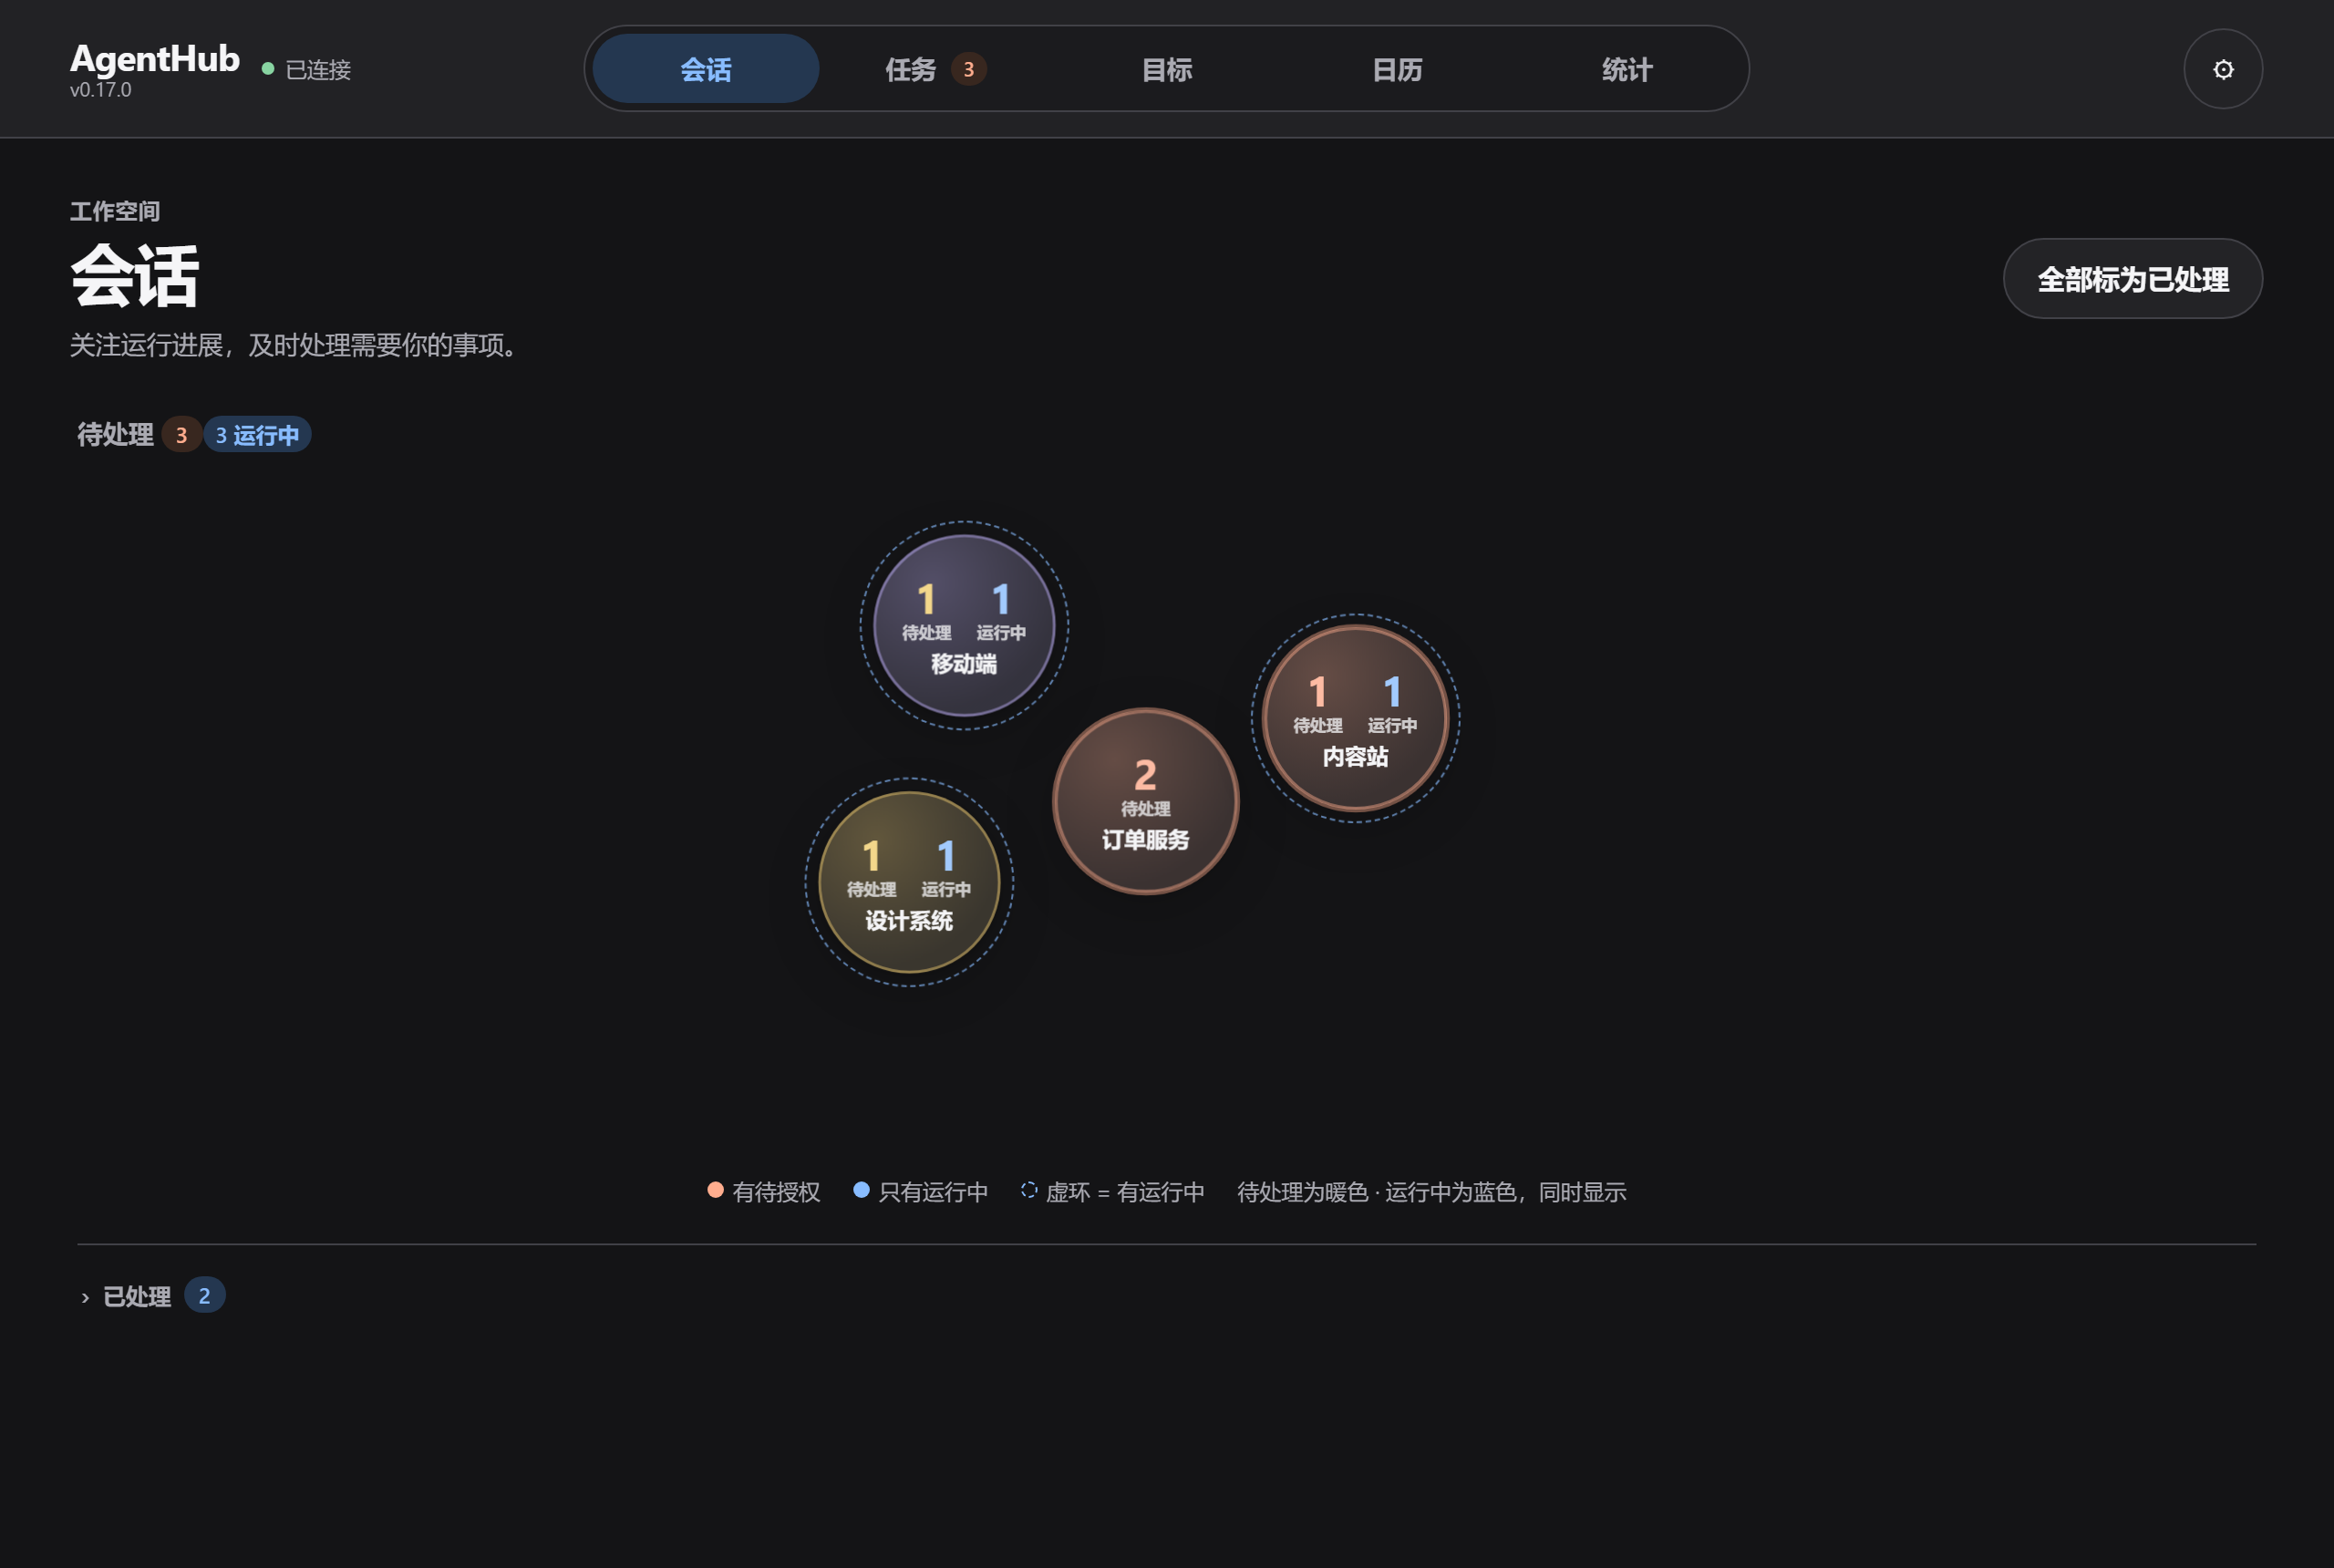 AgentHub
v0.17.0
已连接
会话
任务 3
目标
日历
统计
工作空间
会话
关注运行进展，及时处理需要你的事项。
全部标为已处理
待处理 3 3 运行中
1 1
待处理 运行中
移动端
1 1
待处理 运行中
内容站
2
待处理
订单服务
1 1
待处理 运行中
设计系统
有待授权 只有运行中 虚环 = 有运行中 待处理为暖色 · 运行中为蓝色，同时显示
› 已处理 2